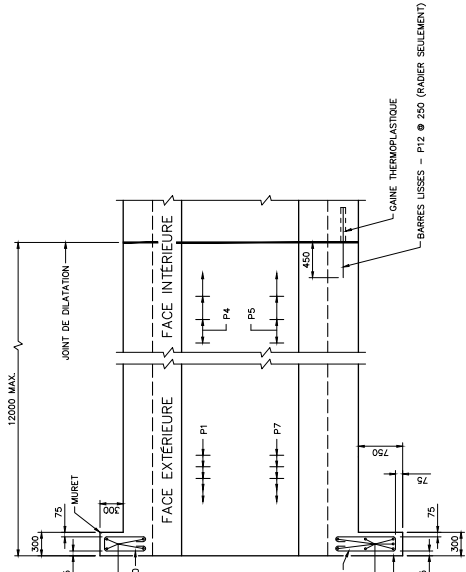 12000 MAX.
JOINT DE DILATATION
MURET
300
75
300
FACE EXTÉRIEURE
FACE INTÉRIEURE
P1
P4
P7
P5
450
GAINE THERMOPLASTIQUE
BARRES LISSES – P12 @ 250 (RADIER SEULEMENT)
750
75
75
300